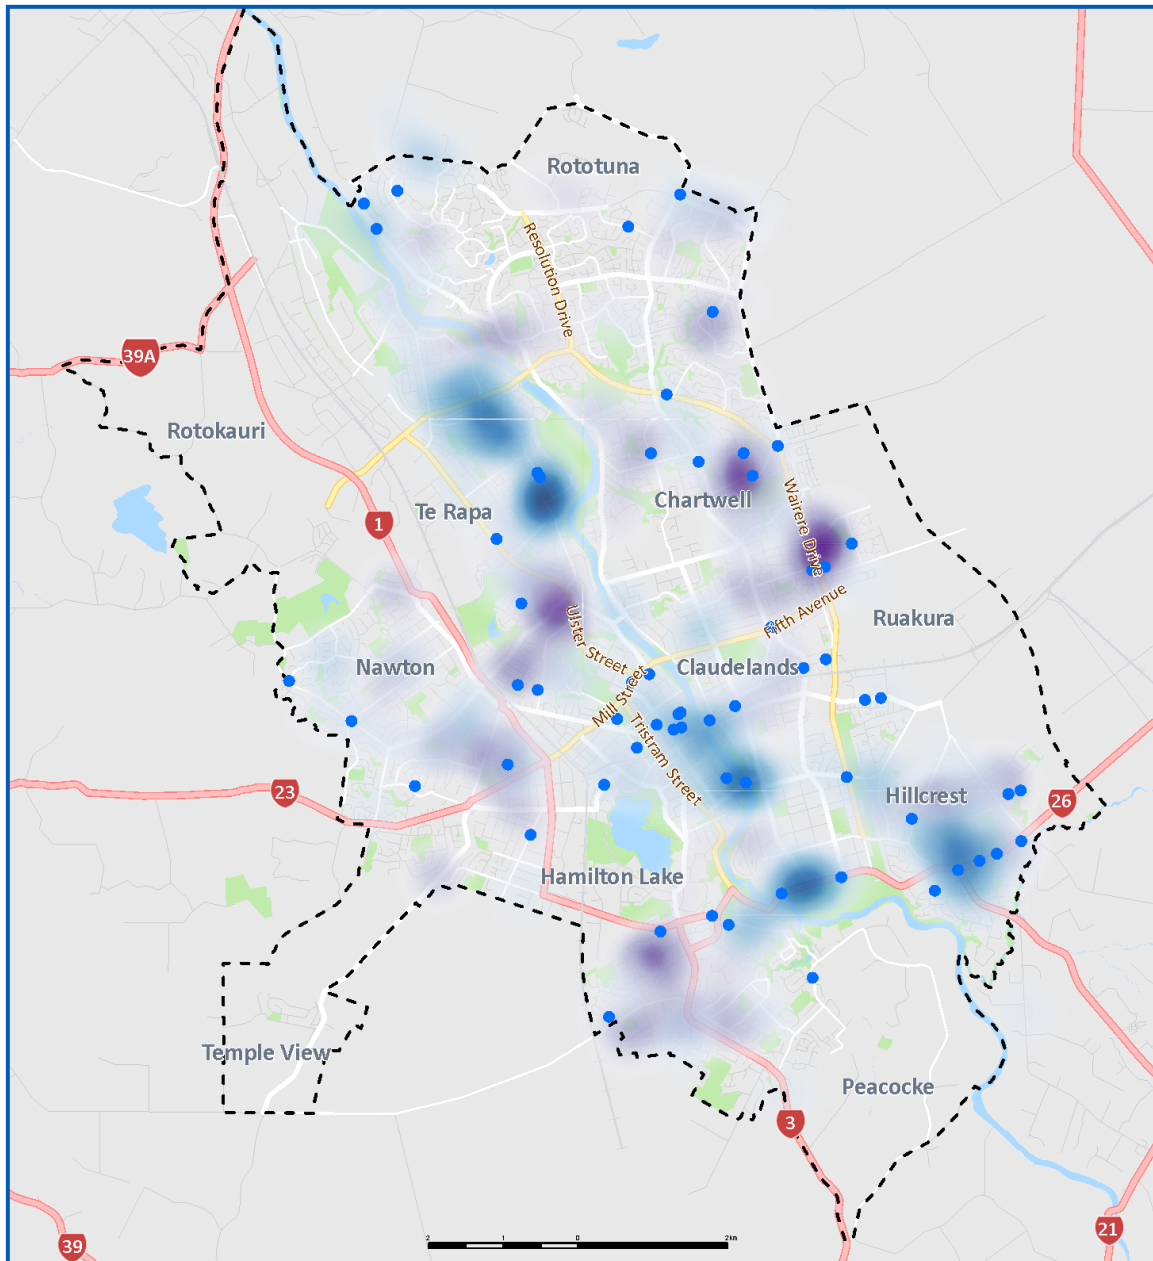 Rototuna
Resolution Drive
39A
Rotokauri
Te Rapa
Chartwell
1
Wairere Drive
Fifth Avenue
Ruakura
Ulster Street
Nawton
Claudelands
Mill Street
Tristram Street
23
Hillcrest
26
Hamilton Lake
Temple View
Peacocke
3
21
39
2 1 0 2km